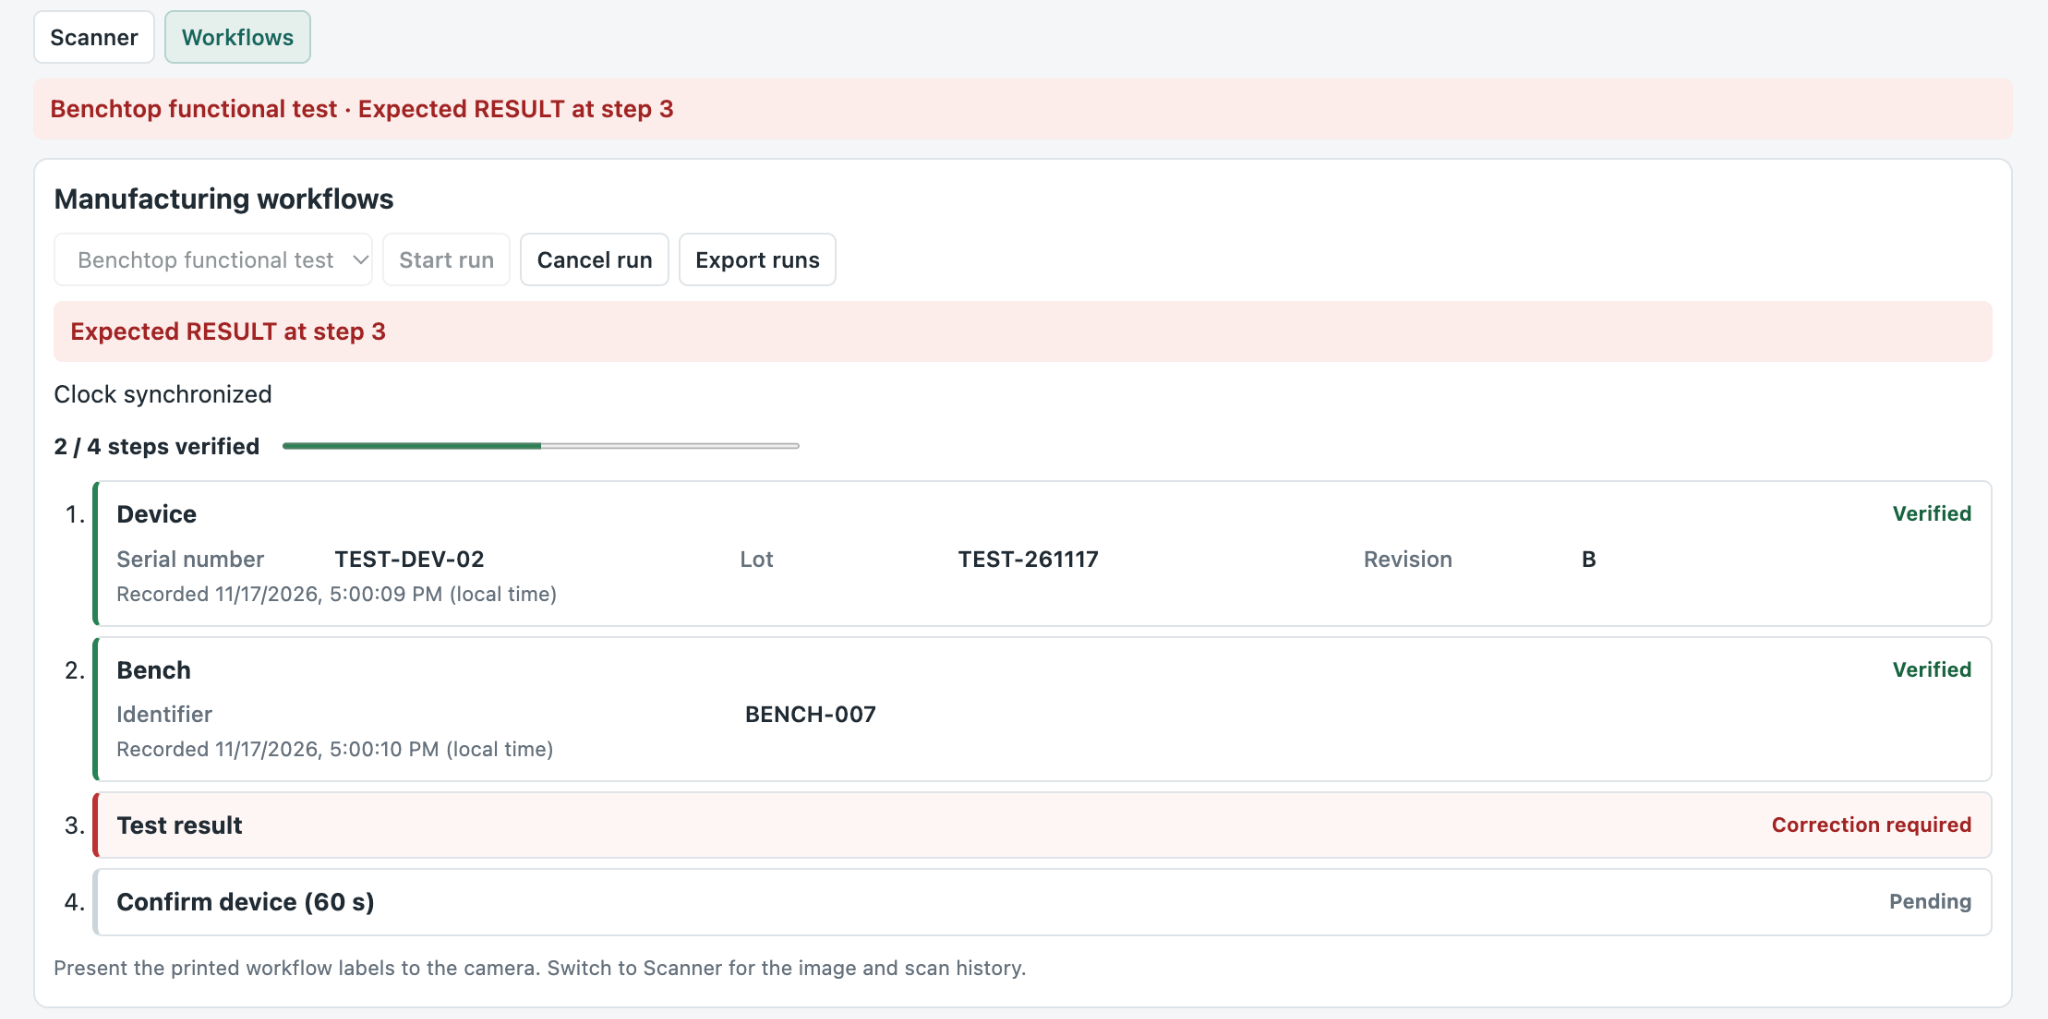 Scanner Workflows
Benchtop functional test · Expected RESULT at step 3
Manufacturing workflows
Benchtop functional test Start run Cancel run Export runs
Expected RESULT at step 3
Clock synchronized
2 / 4 steps verified
1. Device Verified
Serial number TEST-DEV-02 Lot TEST-261117 Revision B
Recorded 11/17/2026, 5:00:09 PM (local time)
2. Bench Verified
Identifier BENCH-007
Recorded 11/17/2026, 5:00:10 PM (local time)
3. Test result Correction required
4. Confirm device (60 s) Pending
Present the printed workflow labels to the camera. Switch to Scanner for the image and scan history.